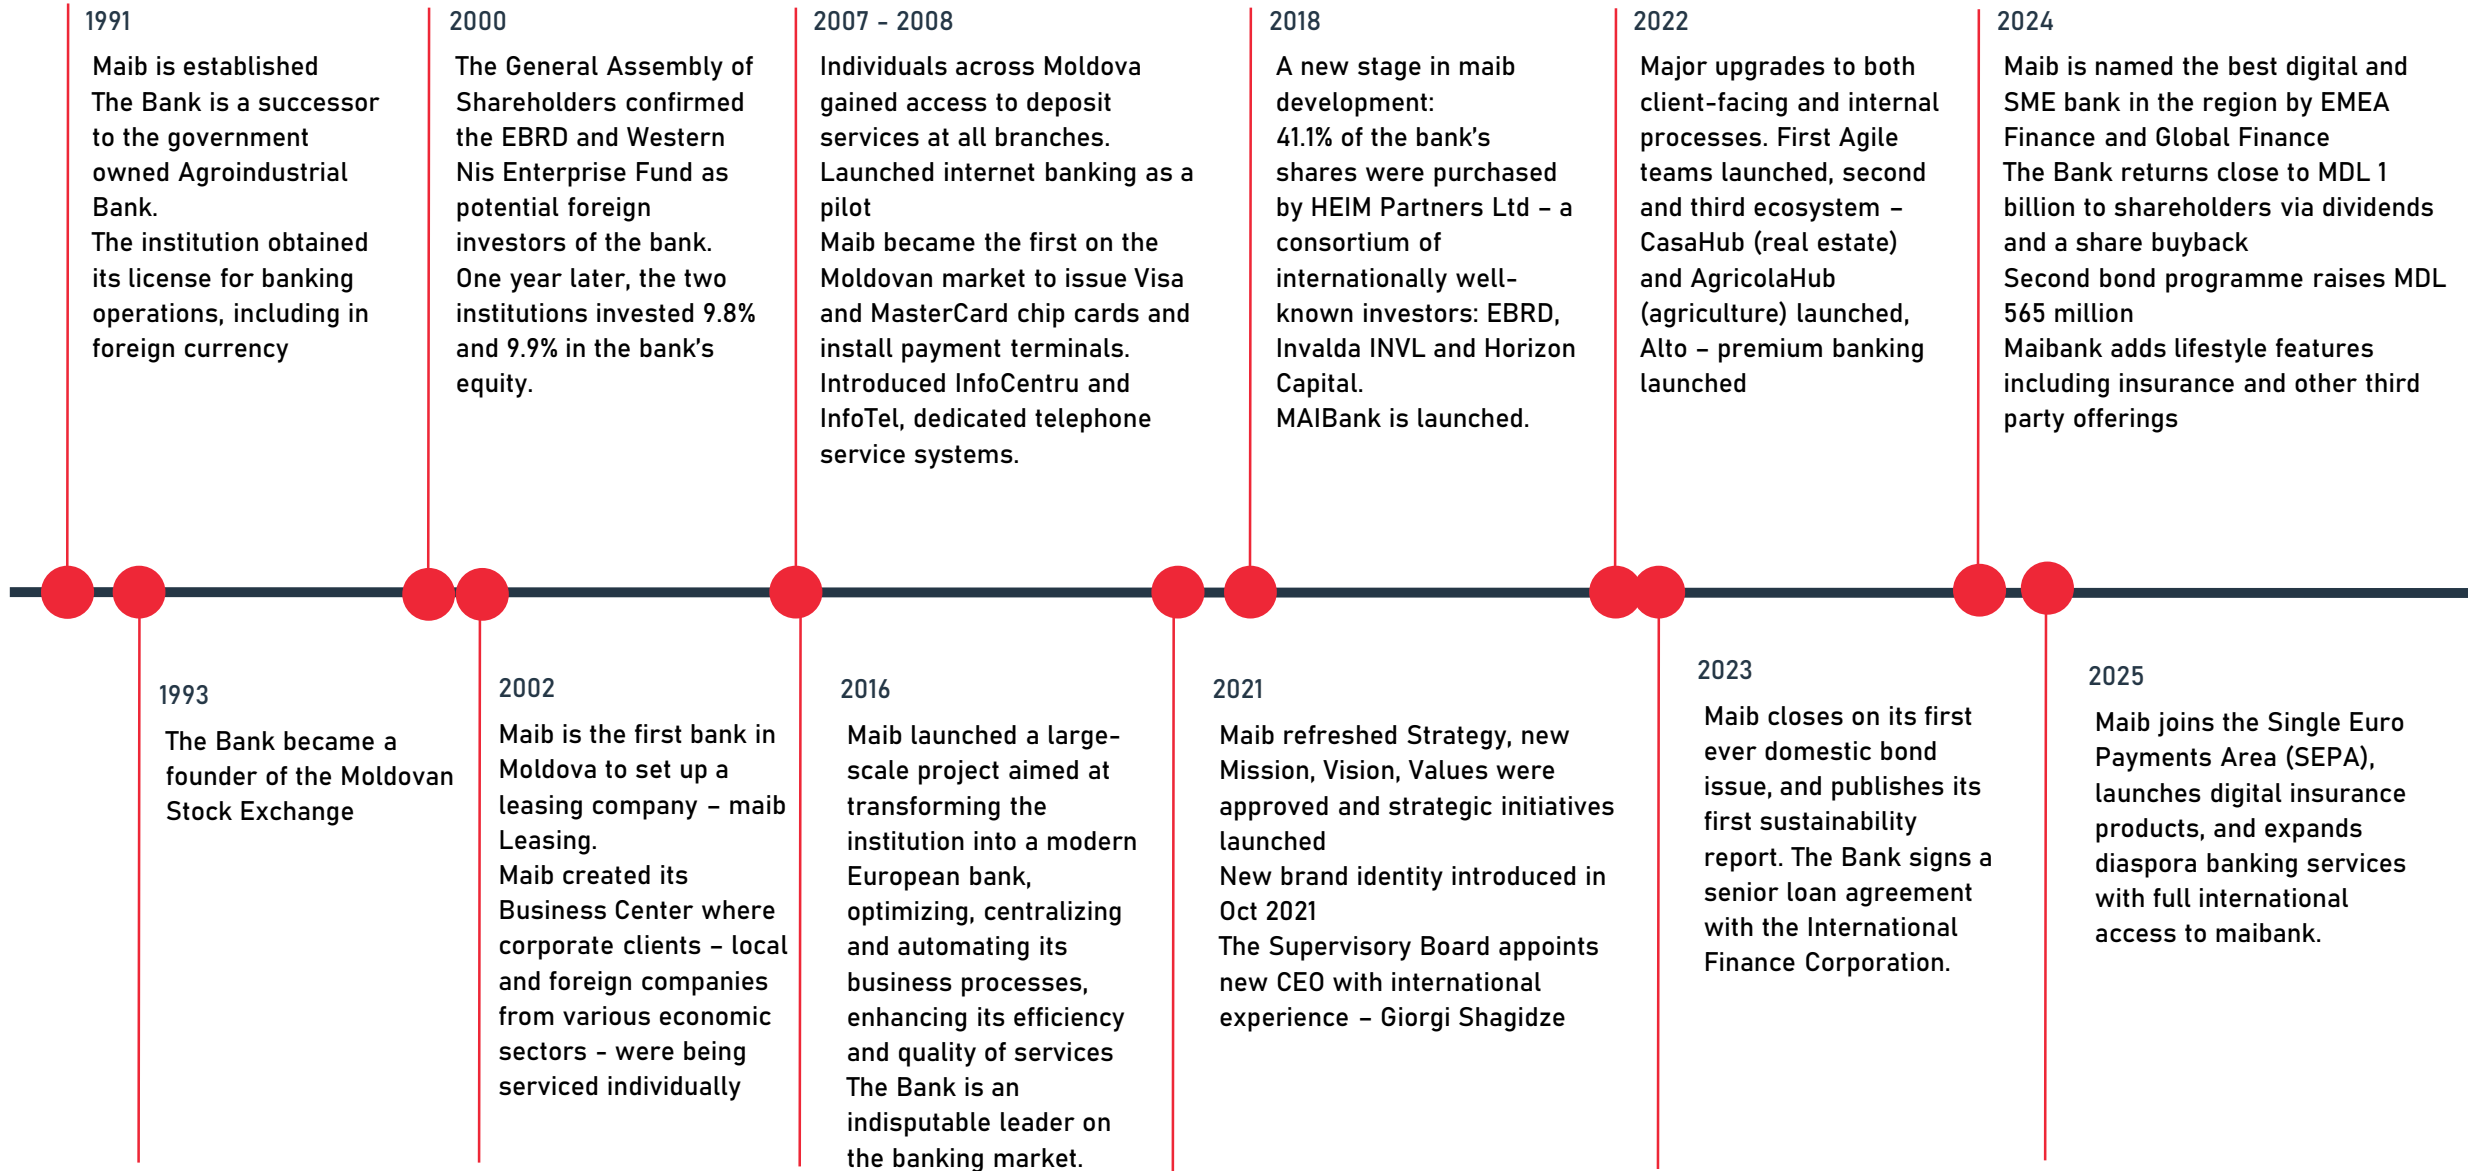 1991
Maib is established
The Bank is a successor
to the government
owned Agroindustrial
Bank.
The institution obtained
its license for banking
operations, including in
foreign currency
2000
The General Assembly of
Shareholders confirmed
the EBRD and Western
Nis Enterprise Fund as
potential foreign
investors of the bank.
One year later, the two
institutions invested 9.8%
and 9.9% in the bank's
equity.
2007 - 2008
Individuals across Moldova
gained access to deposit
services at all branches.
Launched internet banking as a
pilot
Maib became the first on the
Moldovan market to issue Visa
and MasterCard chip cards and
install payment terminals.
Introduced InfoCentru and
InfoTel, dedicated telephone
service systems.
2018
A new stage in maib
development:
41.1% of the bank's
shares were purchased
by HEIM Partners Ltd – a
consortium of
internationally well-
known investors: EBRD,
Invalda INVL and Horizon
Capital.
MAIBank is launched.
2022
Major upgrades to both
client-facing and internal
processes. First Agile
teams launched, second
and third ecosystem –
CasaHub (real estate)
and AgricolaHub
(agriculture) launched,
Alto – premium banking
launched
2024
Maib is named the best digital and
SME bank in the region by EMEA
Finance and Global Finance
The Bank returns close to MDL 1
billion to shareholders via dividends
and a share buyback
Second bond programme raises MDL
565 million
Maibank adds lifestyle features
including insurance and other third
party offerings
1993
The Bank became a
founder of the Moldovan
Stock Exchange
2002
Maib is the first bank in
Moldova to set up a
leasing company – maib
Leasing.
Maib created its
Business Center where
corporate clients – local
and foreign companies
from various economic
sectors - were being
serviced individually
2016
Maib launched a large-
scale project aimed at
transforming the
institution into a modern
European bank,
optimizing, centralizing
and automating its
business processes,
enhancing its efficiency
and quality of services
The Bank is an
indisputable leader on
the banking market.
2021
Maib refreshed Strategy, new
Mission, Vision, Values were
approved and strategic initiatives
launched
New brand identity introduced in
Oct 2021
The Supervisory Board appoints
new CEO with international
experience – Giorgi Shagidze
2023
Maib closes on its first
ever domestic bond
issue, and publishes its
first sustainability
report. The Bank signs a
senior loan agreement
with the International
Finance Corporation.
2025
Maib joins the Single Euro
Payments Area (SEPA),
launches digital insurance
products, and expands
diaspora banking services
with full international
access to maibank.